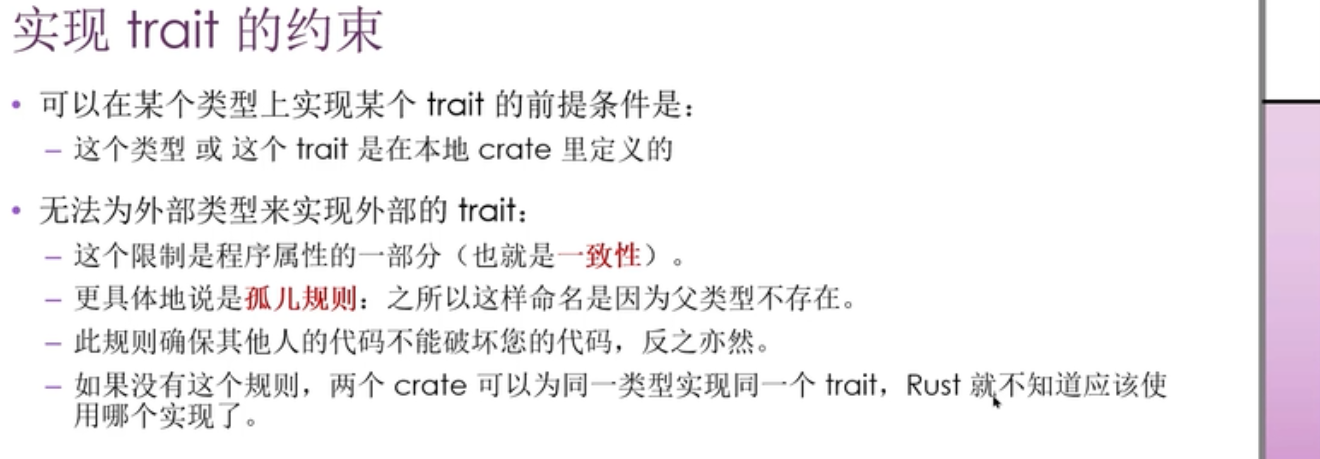 实现 trait 的约束
• 可以在某个类型上实现某个 trait 的前提条件是：
– 这个类型 或 这个 trait 是在本地 crate 里定义的
• 无法为外部类型来实现外部的 trait：
– 这个限制是程序属性的一部分（也就是一致性）。
– 更具体地说是孤儿规则：之所以这样命名是因为父类型不存在。
– 此规则确保其他人的代码不能破坏您的代码，反之亦然。
– 如果没有这个规则，两个 crate 可以为同一类型实现同一个 trait，Rust 就不知道应该使
用哪个实现了。